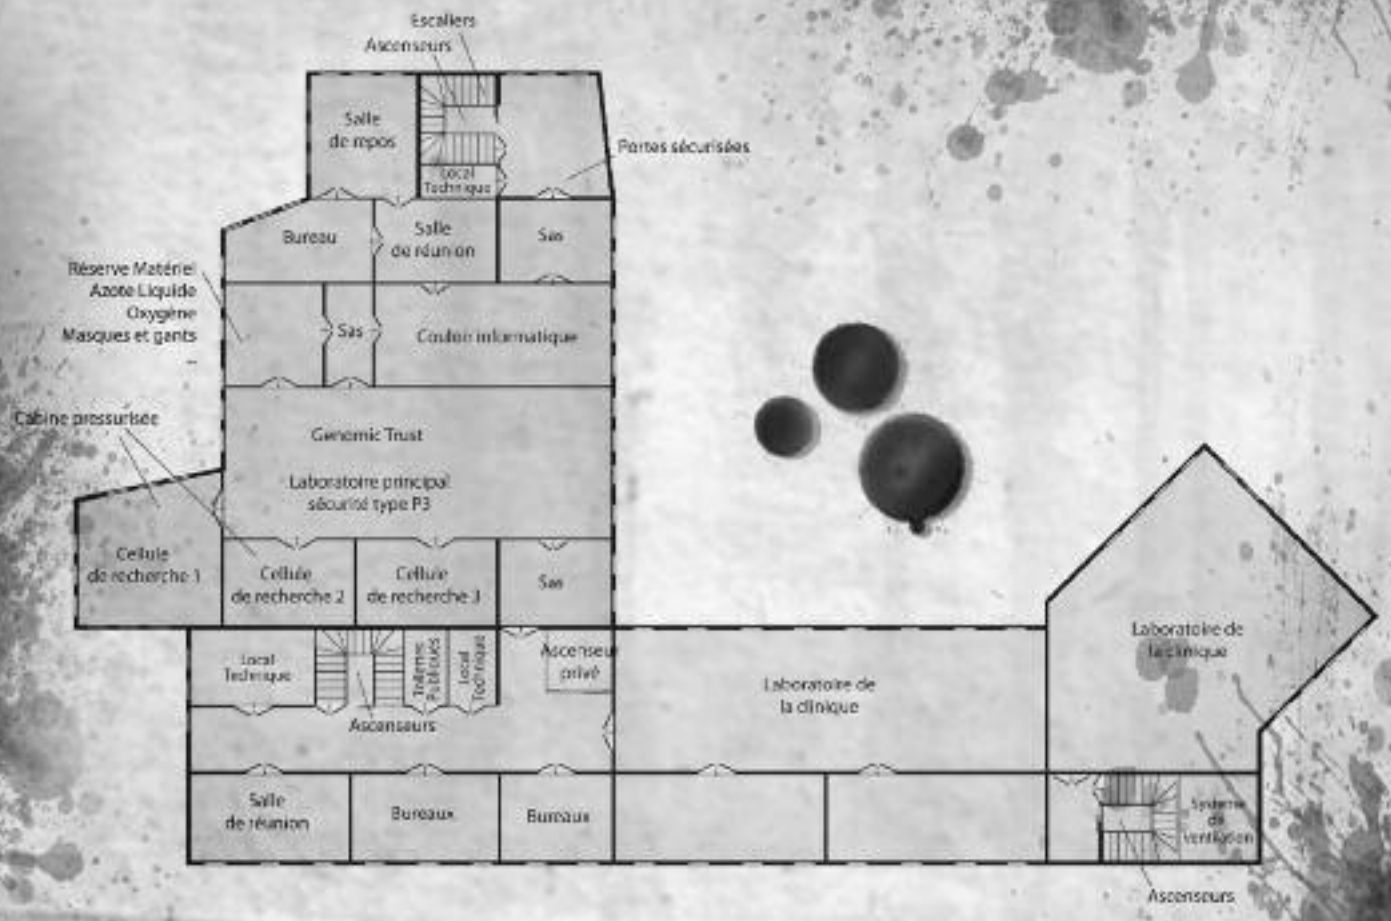 Escaliers
Ascenseurs
Salle
de repos
Portes sécurisées
Local
Technique
Bureau
Salle
de réunion
Sas
Réserve Matériel
Azote Liquide
Oxygène
Masques et gants
...
Sas
Couloir informatique
Cabine pressurisée
Genomic Trust
Laboratoire principal
sécurité type P3
Cellule
de recherche 1
Cellule
de recherche 2
Cellule
de recherche 3
Sas
Local
Technique
Toilettes
Publiques
Local
Technique
Ascenseur
privé
Ascenseurs
Laboratoire de
la clinique
Laboratoire de
la clinique
Salle
de réunion
Bureaux
Bureaux
Système
de
ventilation
Ascenseurs